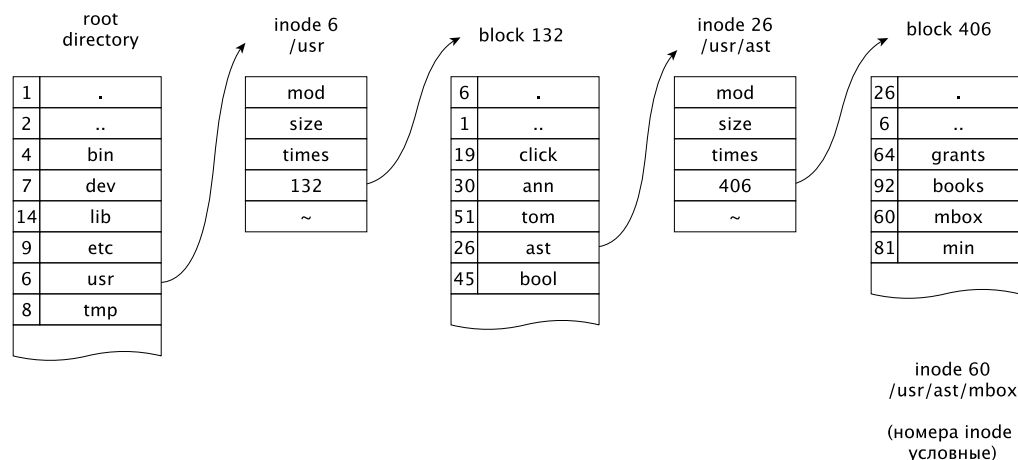 root
directory
1 .
2 ..
4 bin
7 dev
14 lib
9 etc
6 usr
8 tmp
inode 6
/usr
mod
size
times
132
~
block 132
6 .
1 ..
19 click
30 ann
51 tom
26 ast
45 bool
inode 26
/usr/ast
mod
size
times
406
~
block 406
26 .
6 ..
64 grants
92 books
60 mbox
81 min
inode 60
/usr/ast/mbox
(номера inode
условные)